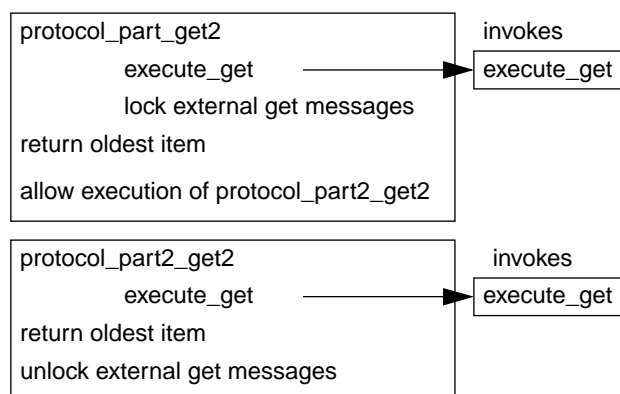 protocol_part_get2
invokes
execute_get
execute_get
lock external get messages
return oldest item
allow execution of protocol_part2_get2
protocol_part2_get2
invokes
execute_get
execute_get
return oldest item
unlock external get messages